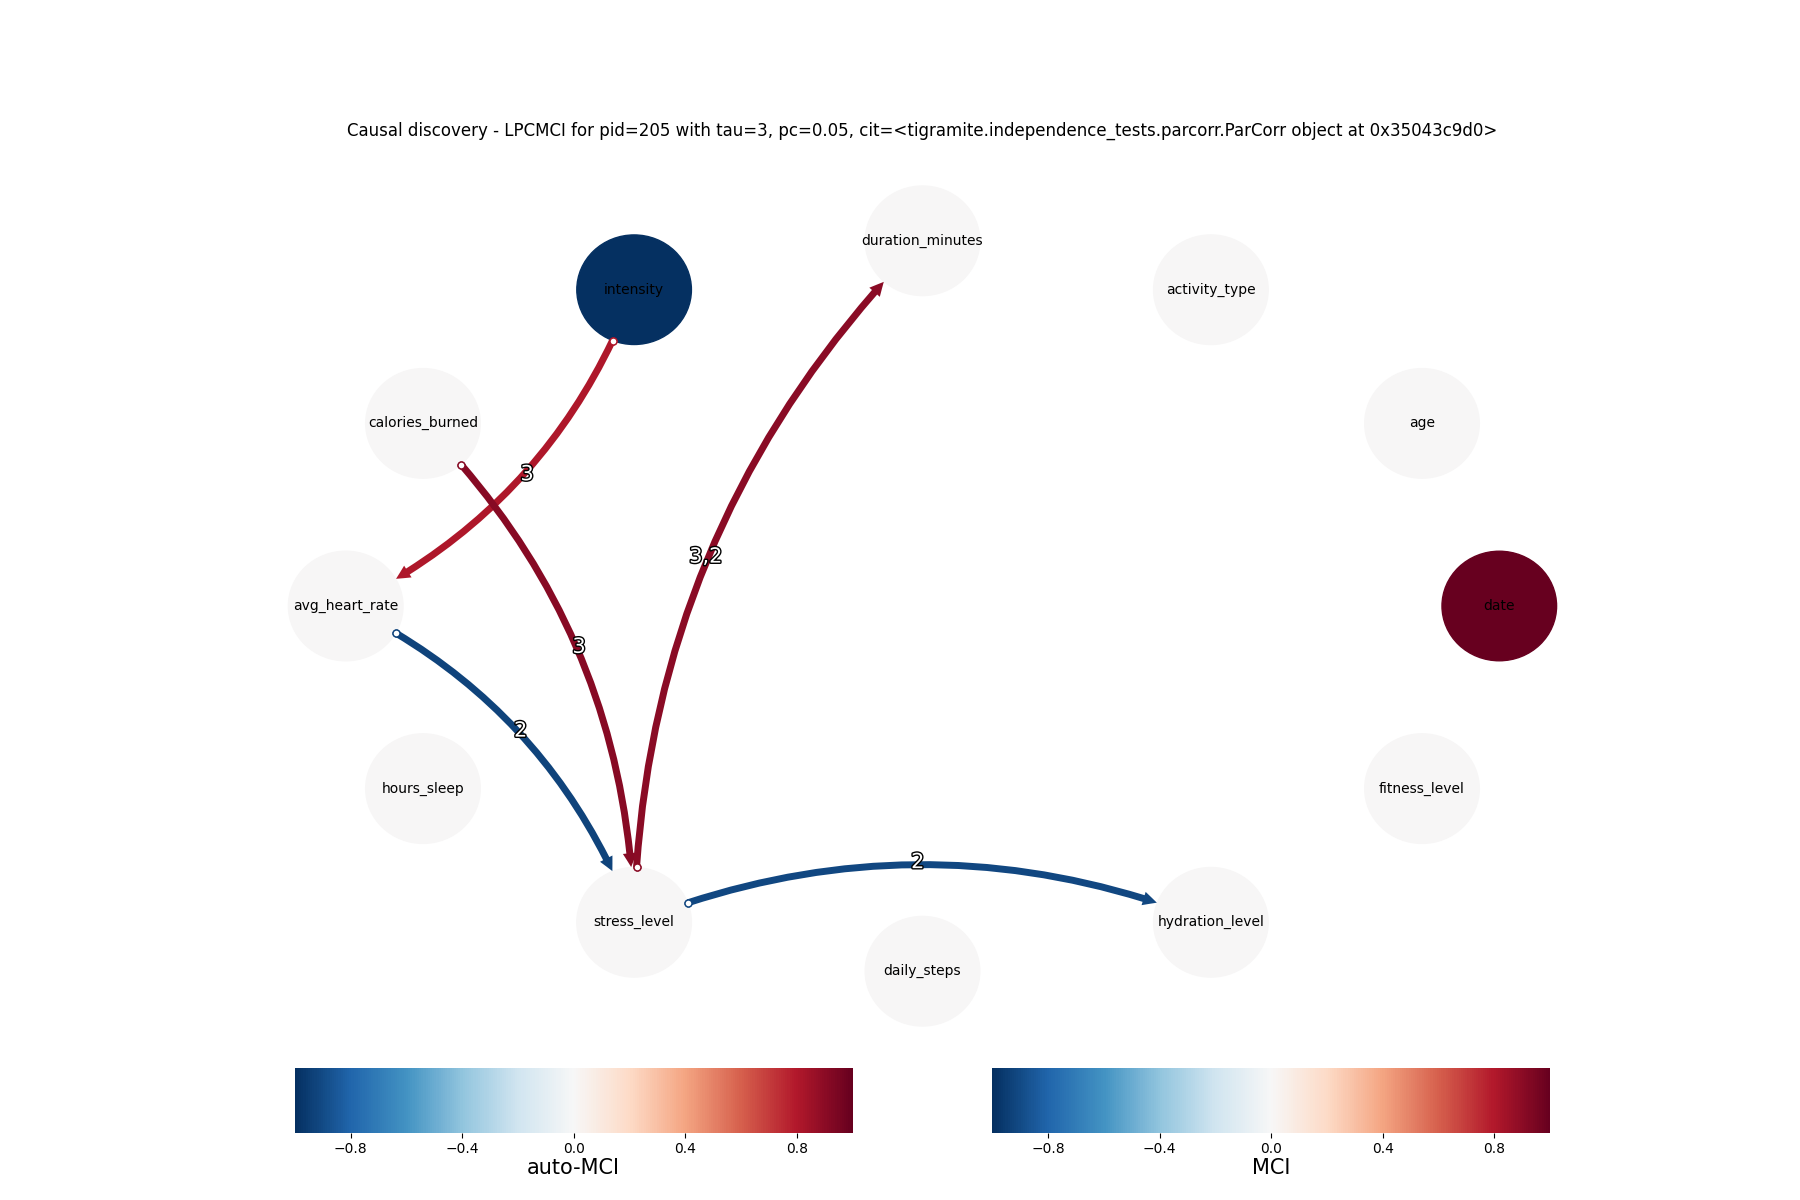 Causal discovery - LPCMCI for pid=205 with tau=3, pc=0.05, cit=<tigramite.independence_tests.parcorr.ParCorr object at 0x35043c9d0>
duration_minutes
intensity
activity_type
calories_burned
age
3
3,2
avg_heart_rate
date
3
2
hours_sleep
fitness_level
2
stress_level
hydration_level
daily_steps
−0.8 −0.4 0.0 0.4 0.8
auto-MCI
−0.8 −0.4 0.0 0.4 0.8
MCI